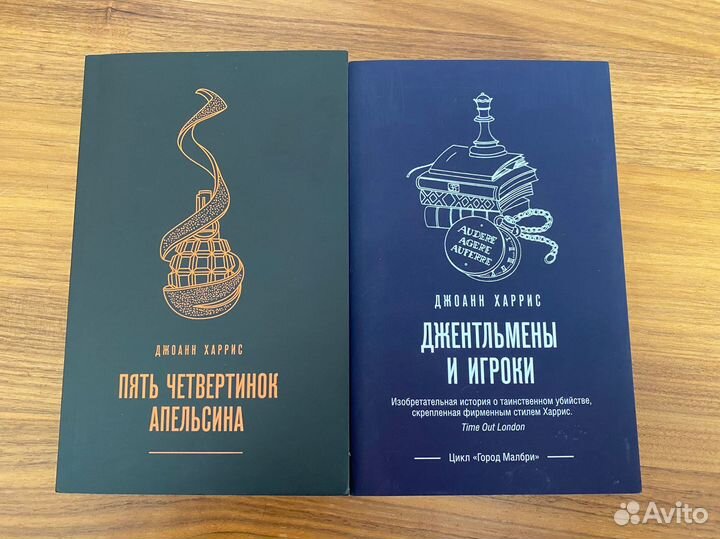 ДЖОАНН ХАРРИС
ПЯТЬ ЧЕТВЕРТИНОК
АПЕЛЬСИНА
AUDERE
AGERE
AUFERRE
ДЖОАНН ХАРРИС
ДЖЕНТЛЬМЕНЫ
И ИГРОКИ
Изобретательная история о таинственном убийстве,
скрепленная фирменным стилем Харрис.
Time Out London
Цикл «Город Малбри»
Avito